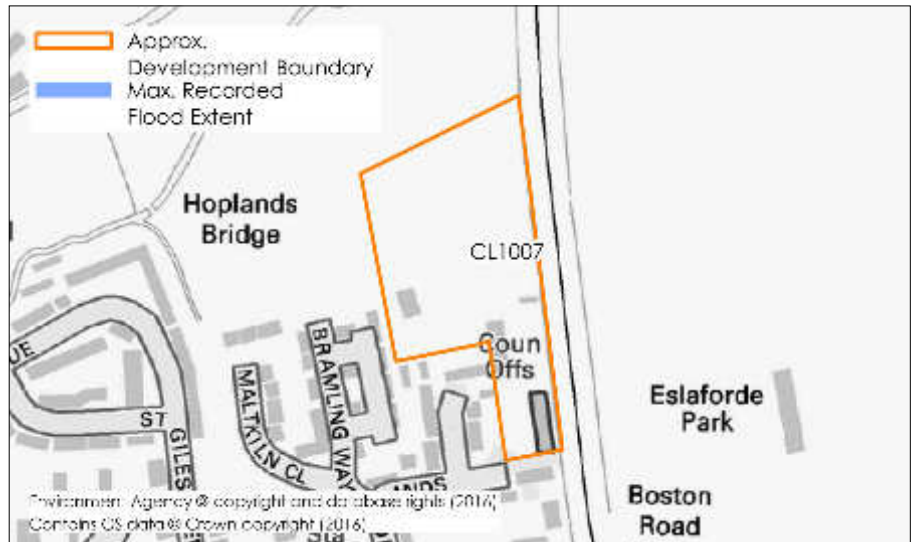 Approx.
Development Boundary
Max. Recorded
Flood Extent
Hoplands
Bridge
CL1007
Coun
Offs
Eslaforde
Park
UE
ST
GILES
MALTKILN CL
BRAMLING WAY
ANDS
Boston
Road
Environment Agency © copyright and database rights (2016)
Contains OS data © Crown copyright (2016)